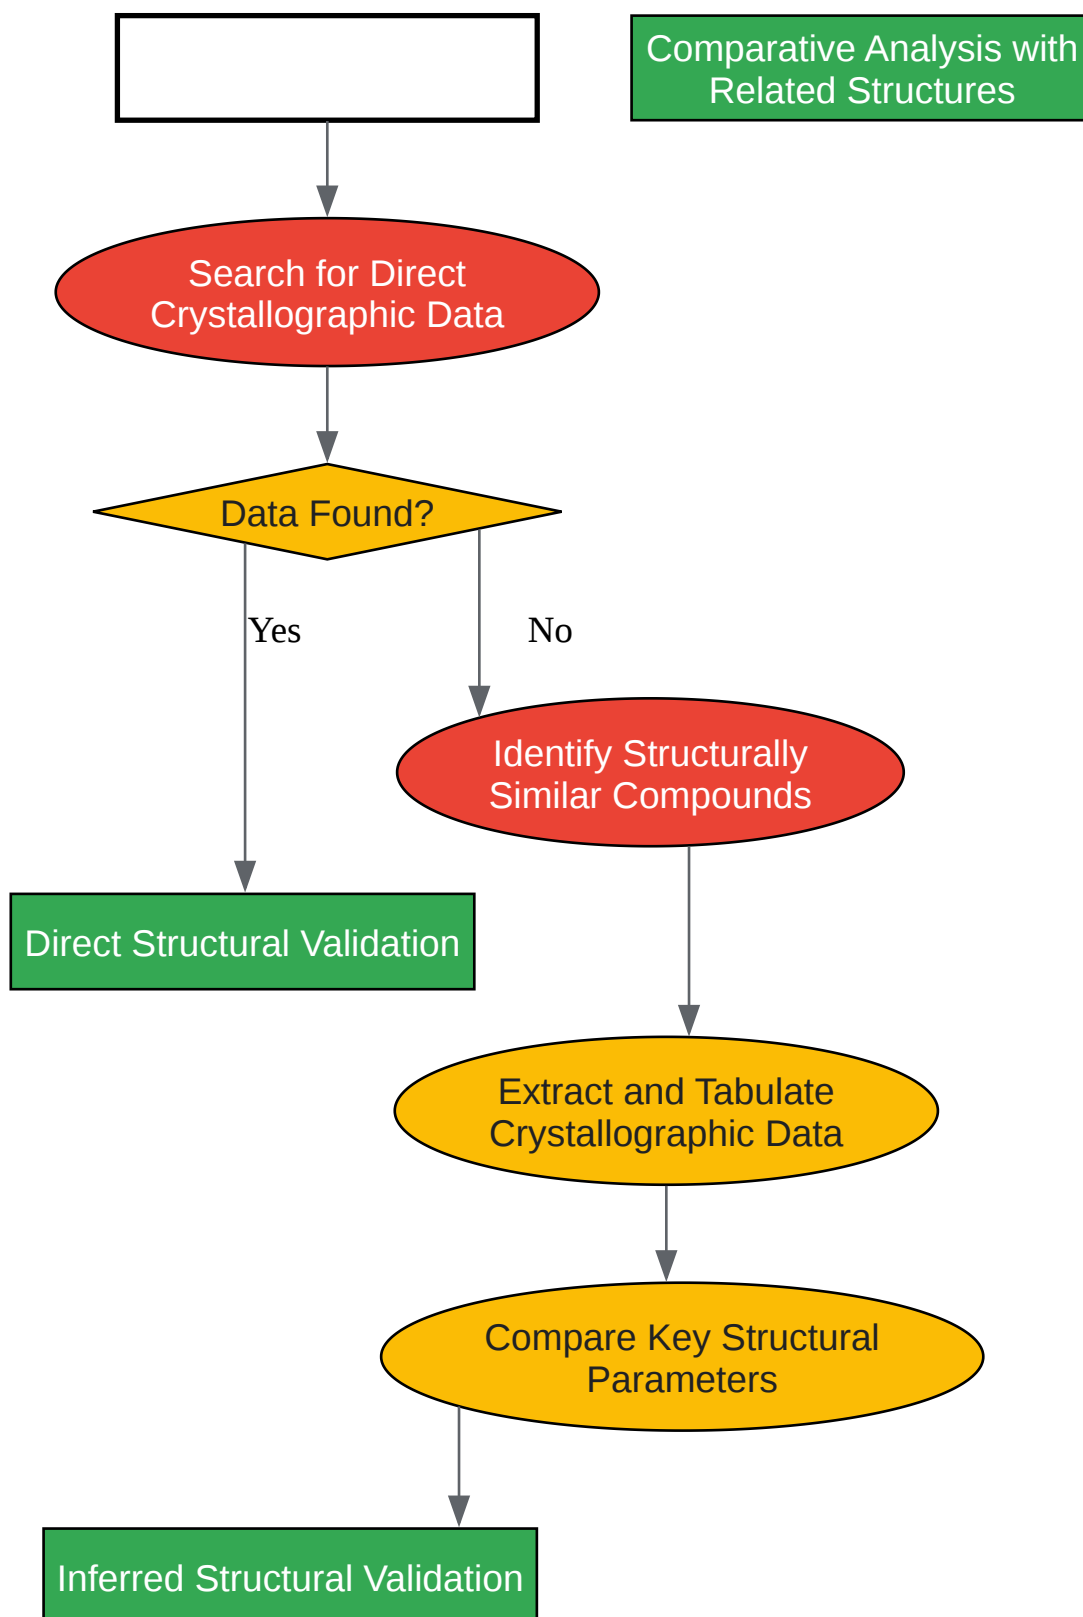 Comparative Analysis with
Related Structures
Search for Direct
Crystallographic Data
Data Found?
Yes
No
Identify Structurally
Similar Compounds
Direct Structural Validation
Extract and Tabulate
Crystallographic Data
Compare Key Structural
Parameters
Inferred Structural Validation